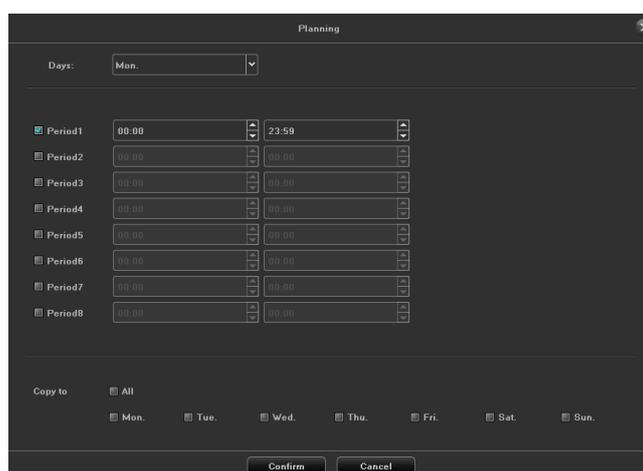 Planning
Days: Mon.
Period1 00:00 23:59
Period2 00:00 00:00
Period3 00:00 00:00
Period4 00:00 00:00
Period5 00:00 00:00
Period6 00:00 00:00
Period7 00:00 00:00
Period8 00:00 00:00
Copy to All
Mon. Tue. Wed. Thu. Fri. Sat. Sun.
Confirm Cancel